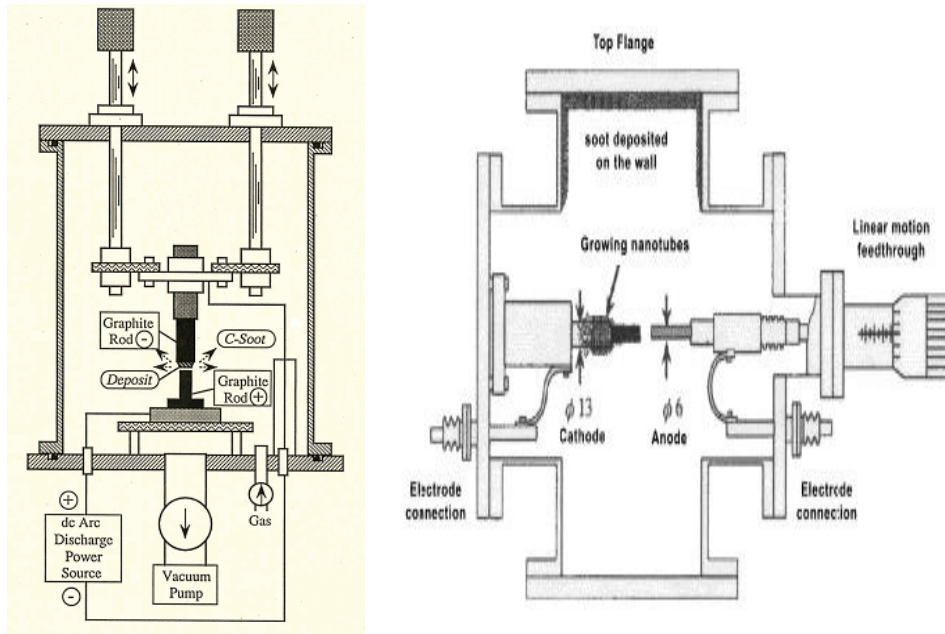 Graphite
Rod ⊖
C-Soot
Deposit
Graphite
Rod ⊕
⊕
dc Arc
Discharge
Power
Source
⊖
Gas
Vacuum
Pump
Top Flange
soot deposited
on the wall
Growing nanotubes
Linear motion
feedthrough
ϕ 13
Cathode
ϕ 6
Anode
Electrode
connection
Electrode
connection